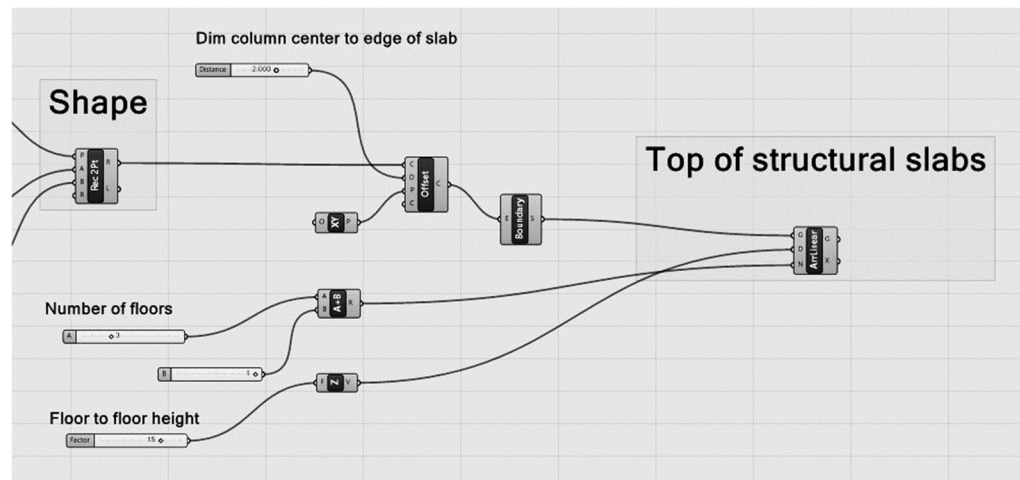 Dim column center to edge of slab
Distance 2.000
Shape
P A B R Rec 2Pt R L
C D P C Offset C
Top of structural slabs
O XY P
E Boundary S
G D N ArrLinear G X
Number of floors
A 3
A B A+B R
B 1
F Z V
Floor to floor height
Factor 15